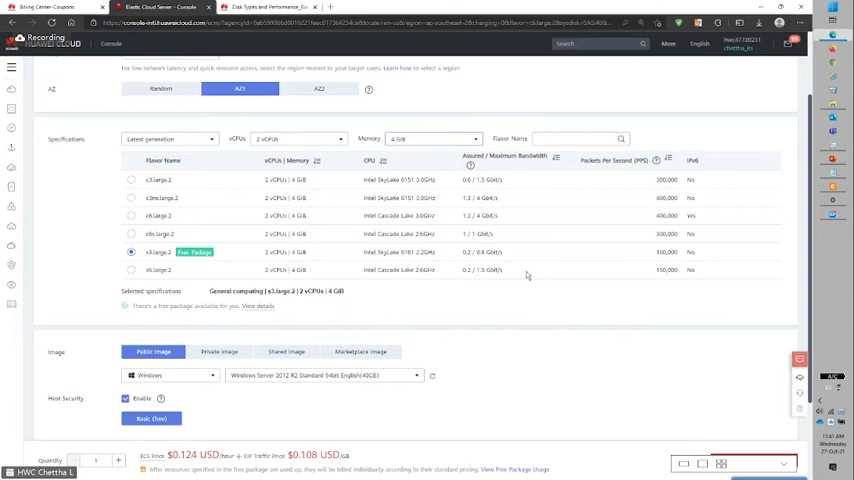 Billing Center-Coupons
Elastic Cloud Server - Console
Disk Types and Performance_El
Recording
HUAWEI CLOUD
Console
Search
More
English
hwc47720251
chettha_its
For low network latency and quick resource access, select the region nearest to your target users. Learn how to select a region
AZ
Random
AZ1
AZ2
Specifications
Latest generation
vCPUs
2 vCPUs
Memory
4 GiB
Flavor Name
Flavor Name
vCPUs | Memory
CPU
Assured / Maximum Bandwidth
Packets Per Second (PPS)
IPv6
c3.large.2 2 vCPUs | 4 GiB Intel SkyLake 6151 3.0GHz 0.6 / 1.5 Gbit/s 300,000 No
c3ne.large.2 2 vCPUs | 4 GiB Intel SkyLake 6151 3.0GHz 1.3 / 4 Gbit/s 400,000 No
c6.large.2 2 vCPUs | 4 GiB Intel Cascade Lake 3.0GHz 1.2 / 4 Gbit/s 400,000 Yes
c6s.large.2 2 vCPUs | 4 GiB Intel Cascade Lake 2.6GHz 1 / 1 Gbit/s 300,000 No
s3.large.2 Free Package 2 vCPUs | 4 GiB Intel SkyLake 6161 2.2GHz 0.2 / 0.8 Gbit/s 100,000 No
s6.large.2 2 vCPUs | 4 GiB Intel Cascade Lake 2.6GHz 0.2 / 1.5 Gbit/s 150,000 No
Selected specifications
General computing | s3.large.2 | 2 vCPUs | 4 GiB
There's a free package available for you. View details
Image
Public image
Private image
Shared image
Marketplace image
Windows
Windows Server 2012 R2 Standard 64bit English(40GB)
Host Security
Enable
Basic (free)
Quantity
1
ECS Price $0.124 USD/hour + EIP Traffic Price $0.108 USD/GB
After resources specified in the free package are used up, they will be billed individually according to their standard pricing. View Free Package Usage
HWC Chettha L
A/C
11:41 AM
Wednesday
27-Oct-21